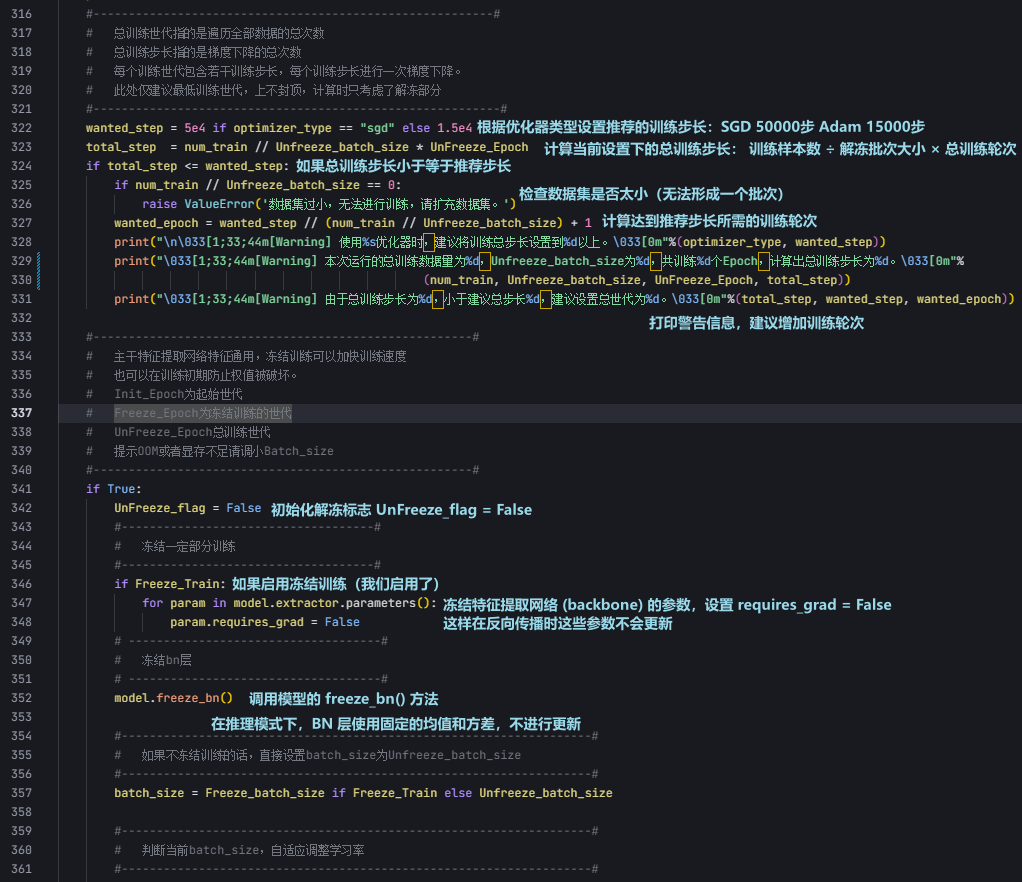 316 #---------------------------------------------------------#
317 #   总训练世代指的是遍历全部数据的总次数
318 #   总训练步长指的是梯度下降的总次数
319 #   每个训练世代包含若干训练步长，每个训练步长进行一次梯度下降。
320 #   此处仅建议最低训练世代，上不封顶，计算时只考虑了解冻部分
321 #----------------------------------------------------------#
322 wanted_step = 5e4 if optimizer_type == "sgd" else 1.5e4 根据优化器类型设置推荐的训练步长：SGD 50000步 Adam 15000步
323 total_step  = num_train // Unfreeze_batch_size * UnFreeze_Epoch 计算当前设置下的总训练步长： 训练样本数 ÷ 解冻批次大小 × 总训练轮次
324 if total_step <= wanted_step: 如果总训练步长小于等于推荐步长
325     if num_train // Unfreeze_batch_size == 0: 检查数据集是否太小（无法形成一个批次）
326         raise ValueError('数据集过小，无法进行训练，请扩充数据集。')
327     wanted_epoch = wanted_step // (num_train // Unfreeze_batch_size) + 1 计算达到推荐步长所需的训练轮次
328     print("\n\033[1;33;44m[Warning] 使用%s优化器时，建议将训练总步长设置到%d以上。\033[0m"%(optimizer_type, wanted_step))
329     print("\033[1;33;44m[Warning] 本次运行的总训练数据量为%d，Unfreeze_batch_size为%d，共训练%d个Epoch，计算出总训练步长为%d。\033[0m"%
330 (num_train, Unfreeze_batch_size, UnFreeze_Epoch, total_step))
331     print("\033[1;33;44m[Warning] 由于总训练步长为%d，小于建议总步长%d，建议设置总世代为%d。\033[0m"%(total_step, wanted_step, wanted_epoch))
332 打印警告信息，建议增加训练轮次
333 #------------------------------------------------------#
334 #   主干特征提取网络特征通用，冻结训练可以加快训练速度
335 #   也可以在训练初期防止权值被破坏。
336 #   Init_Epoch为起始世代
337 #   Freeze_Epoch为冻结训练的世代
338 #   UnFreeze_Epoch总训练世代
339 #   提示OOM或者显存不足请调小Batch_size
340 #------------------------------------------------------#
341 if True:
342     UnFreeze_flag = False 初始化解冻标志 UnFreeze_flag = False
343     #------------------------------------#
344     #   冻结一定部分训练
345     #------------------------------------#
346     if Freeze_Train: 如果启用冻结训练（我们启用了）
347         for param in model.extractor.parameters(): 冻结特征提取网络 (backbone) 的参数，设置 requires_grad = False
348             param.requires_grad = False 这样在反向传播时这些参数不会更新
349     # ------------------------------------#
350     #   冻结bn层
351     # ------------------------------------#
352     model.freeze_bn() 调用模型的 freeze_bn() 方法
353 在推理模式下，BN 层使用固定的均值和方差，不进行更新
354     #-------------------------------------------------------------------#
355     #   如果不冻结训练的话，直接设置batch_size为Unfreeze_batch_size
356     #-------------------------------------------------------------------#
357     batch_size = Freeze_batch_size if Freeze_Train else Unfreeze_batch_size
358
359     #-------------------------------------------------------------------#
360     #   判断当前batch_size，自适应调整学习率
361     #-------------------------------------------------------------------#